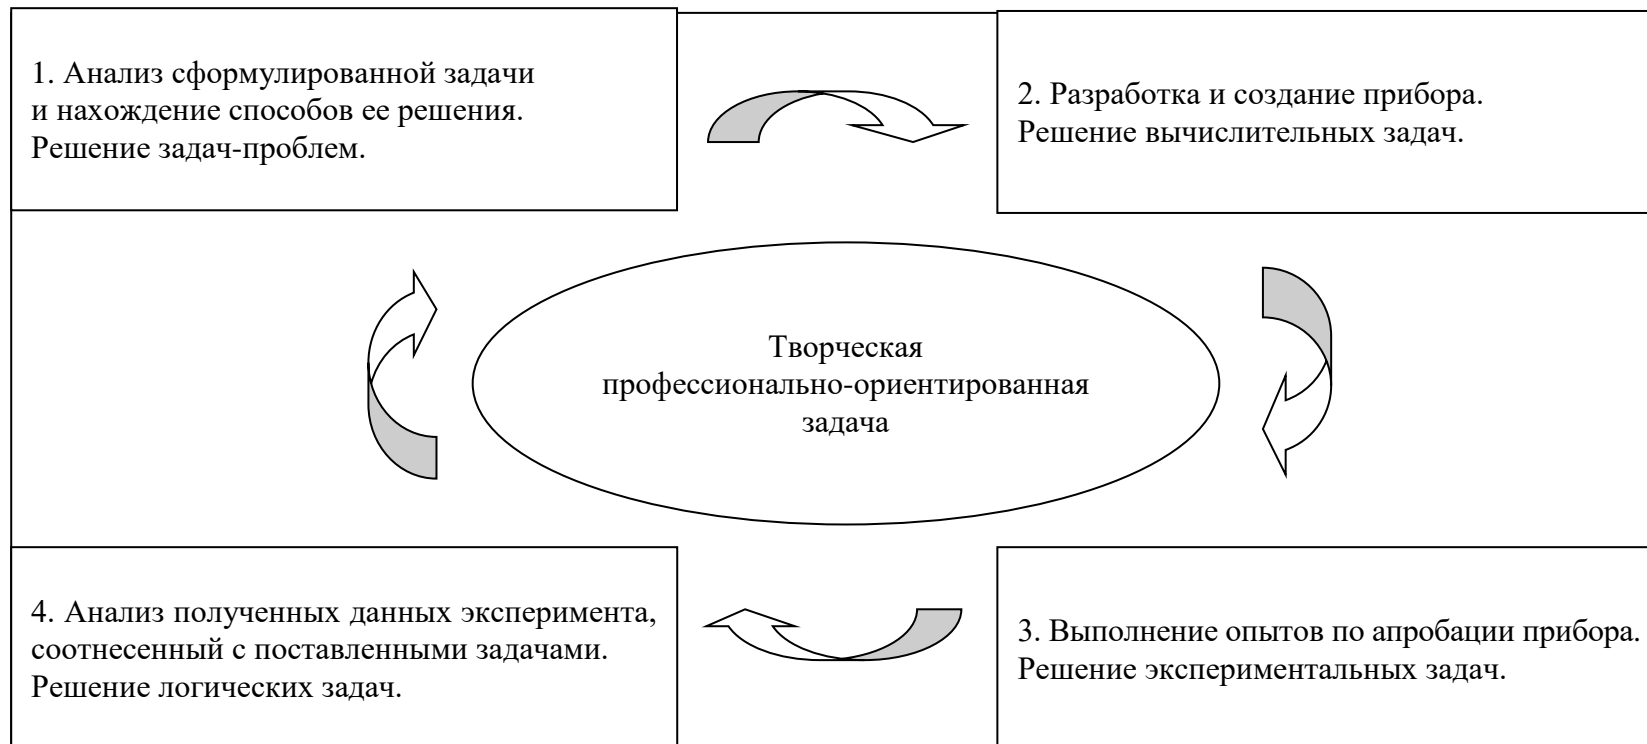 1. Анализ сформулированной задачи
и нахождение способов ее решения.
Решение задач-проблем.
2. Разработка и создание прибора.
Решение вычислительных задач.
Творческая
профессионально-ориентированная
задача
4. Анализ полученных данных эксперимента,
соотнесенный с поставленными задачами.
Решение логических задач.
3. Выполнение опытов по апробации прибора.
Решение экспериментальных задач.